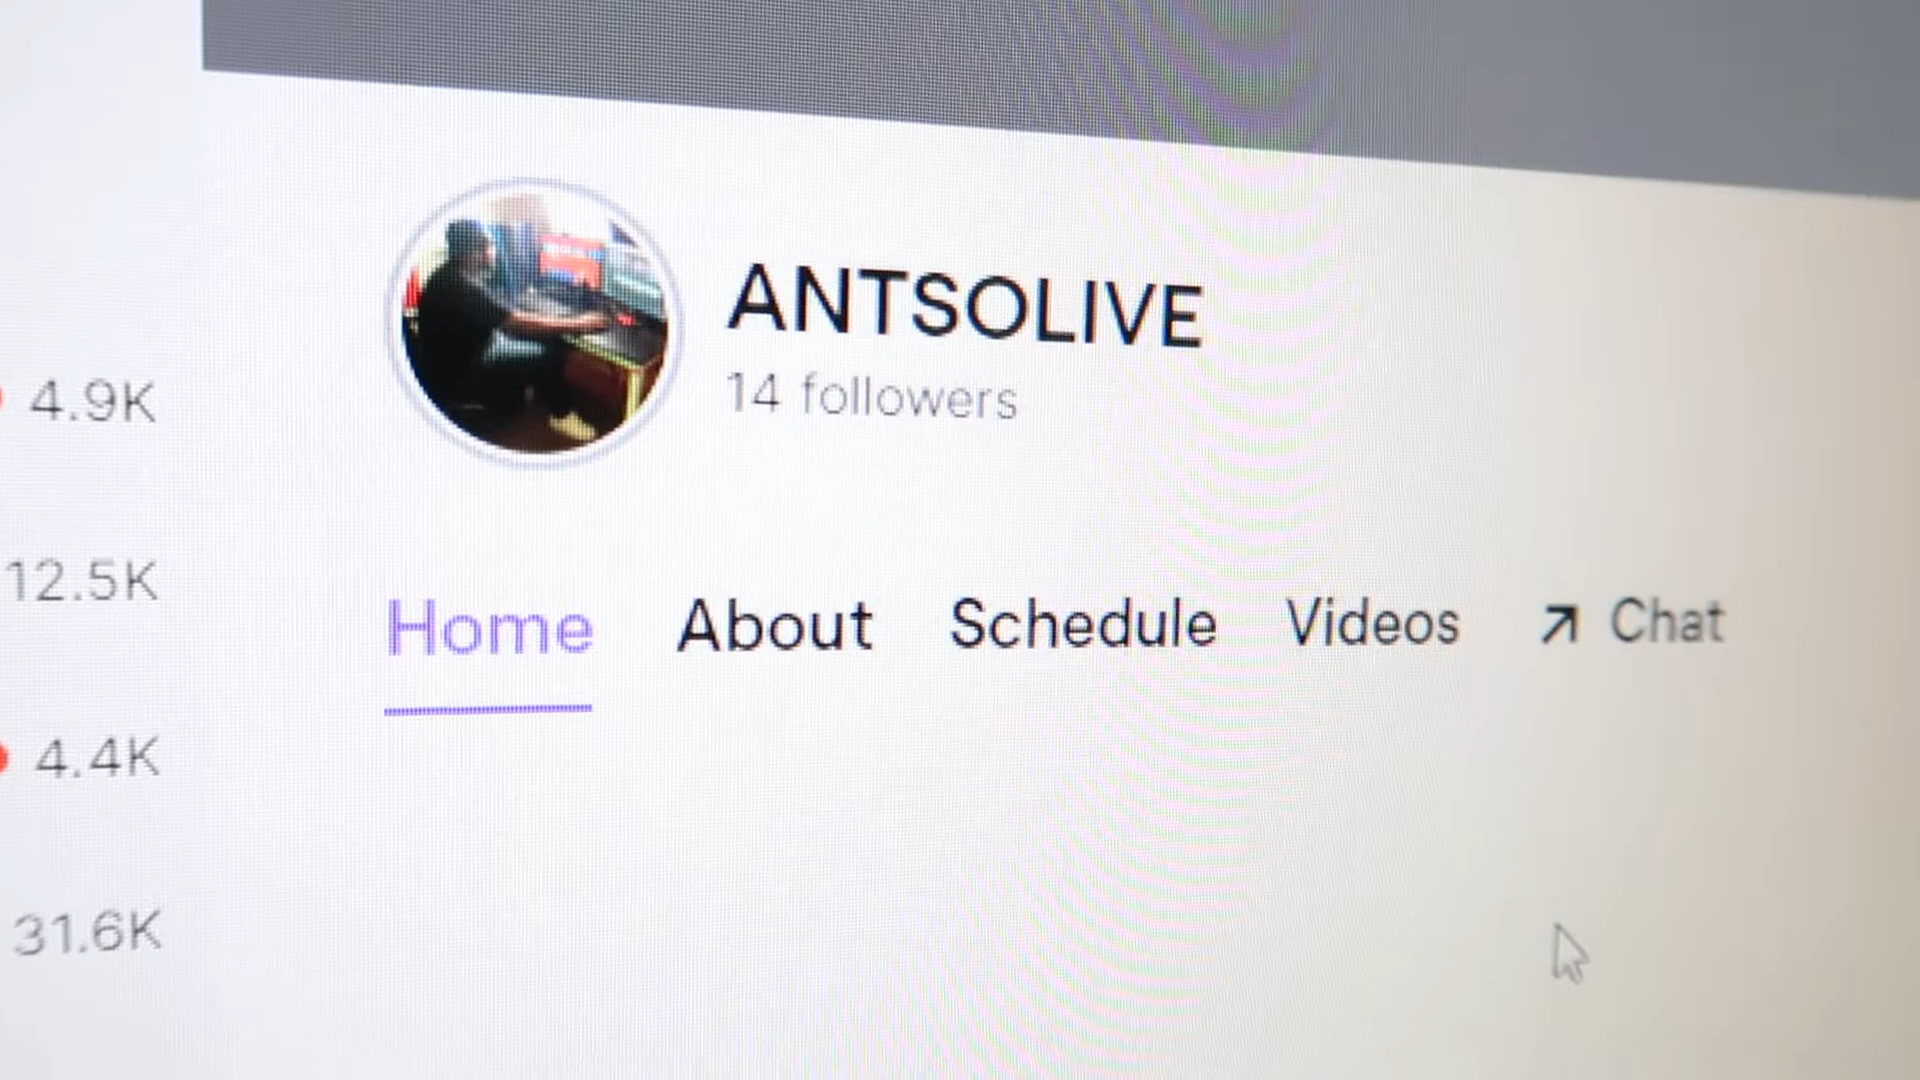 ANTSOLIVE
14 followers
4.9K
12.5K
Home About Schedule Videos Chat
4.4K
31.6K